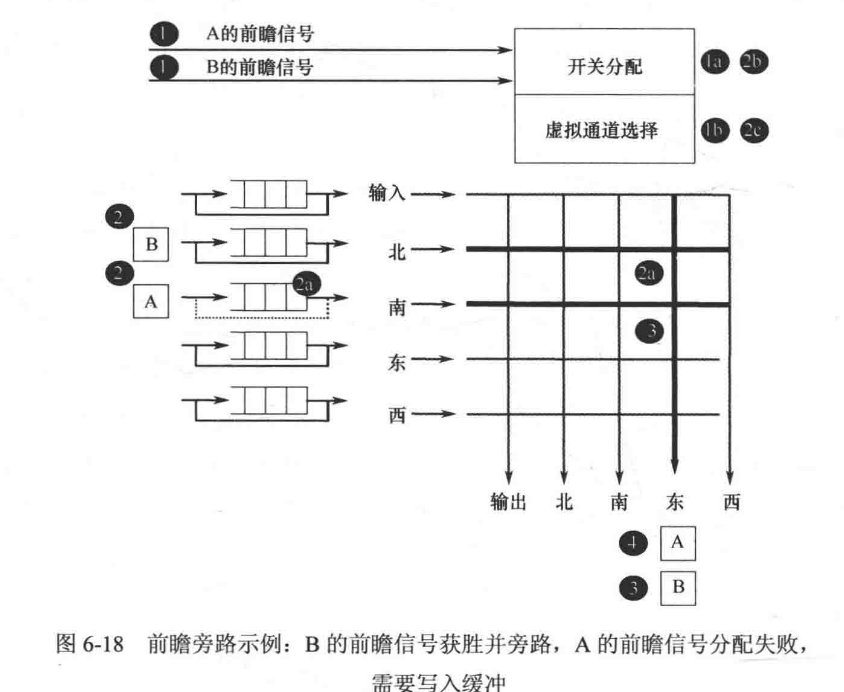 1 A的前瞻信号
1 B的前瞻信号
开关分配 1a 2b
虚拟通道选择 1b 2c
输入
2
B
北
2
2a
2a
A
南
3
东
西
输出 北 南 东 西
4 A
3 B
图 6-18 前瞻旁路示例：B 的前瞻信号获胜并旁路，A 的前瞻信号分配失败，
需要写入缓冲